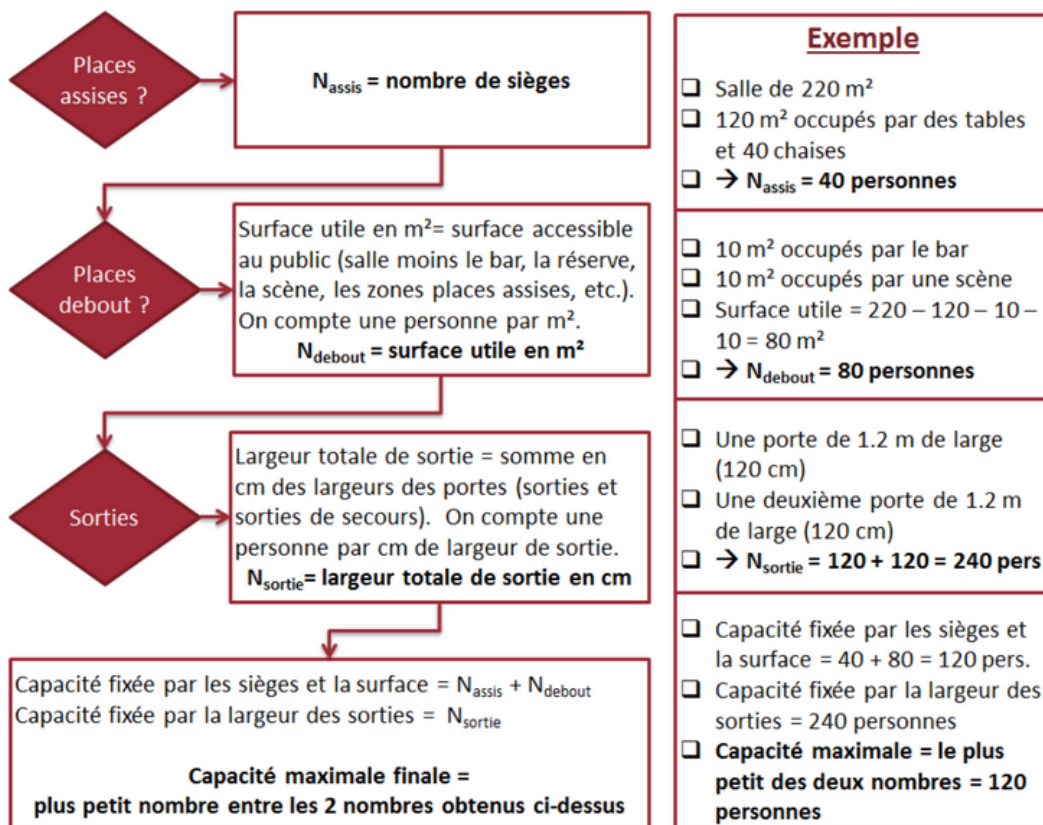 Places
assises ?
N_assis = nombre de sièges
Places
debout ?
Surface utile en m²= surface accessible
au public (salle moins le bar, la réserve,
la scène, les zones places assises, etc.).
On compte une personne par m².
N_debout = surface utile en m²
Sorties
Largeur totale de sortie = somme en
cm des largeurs des portes (sorties et
sorties de secours). On compte une
personne par cm de largeur de sortie.
N_sortie= largeur totale de sortie en cm
Capacité fixée par les sièges et la surface = N_assis + N_debout
Capacité fixée par la largeur des sorties = N_sortie
Capacité maximale finale =
plus petit nombre entre les 2 nombres obtenus ci-dessus
Exemple
❑ Salle de 220 m²
❑ 120 m² occupés par des tables
et 40 chaises
❑ → N_assis = 40 personnes
❑ 10 m² occupés par le bar
❑ 10 m² occupés par une scène
❑ Surface utile = 220 – 120 – 10 –
10 = 80 m²
❑ → N_debout = 80 personnes
❑ Une porte de 1.2 m de large
(120 cm)
❑ Une deuxième porte de 1.2 m
de large (120 cm)
❑ → N_sortie = 120 + 120 = 240 pers
❑ Capacité fixée par les sièges et
la surface = 40 + 80 = 120 pers.
❑ Capacité fixée par la largeur des
sorties = 240 personnes
❑ Capacité maximale = le plus
petit des deux nombres = 120
personnes